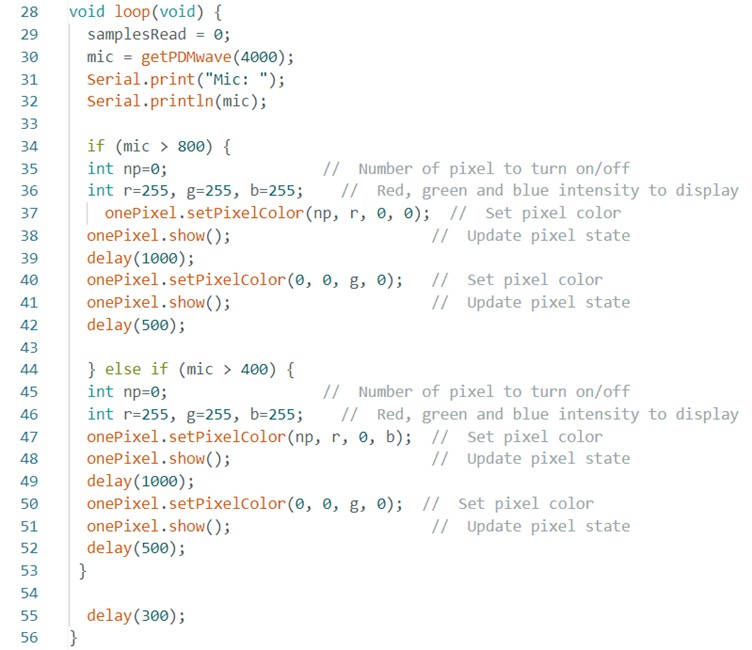 28 void loop(void) {
29   samplesRead = 0;
30   mic = getPDMwave(4000);
31   Serial.print("Mic: ");
32   Serial.println(mic);
33
34   if (mic > 800) {
35   int np=0;                 //  Number of pixel to turn on/off
36   int r=255, g=255, b=255;    //  Red, green and blue intensity to display
37     onePixel.setPixelColor(np, r, 0, 0);  //  Set pixel color
38   onePixel.show();                      //  Update pixel state
39   delay(1000);
40   onePixel.setPixelColor(0, 0, g, 0);   //  Set pixel color
41   onePixel.show();                      //  Update pixel state
42   delay(500);
43
44   } else if (mic > 400) {
45   int np=0;                 //  Number of pixel to turn on/off
46   int r=255, g=255, b=255;    //  Red, green and blue intensity to display
47   onePixel.setPixelColor(np, r, 0, b);  //  Set pixel color
48   onePixel.show();                      //  Update pixel state
49   delay(1000);
50   onePixel.setPixelColor(0, 0, g, 0);  //  Set pixel color
51   onePixel.show();                      //  Update pixel state
52   delay(500);
53  }
54
55   delay(300);
56 }